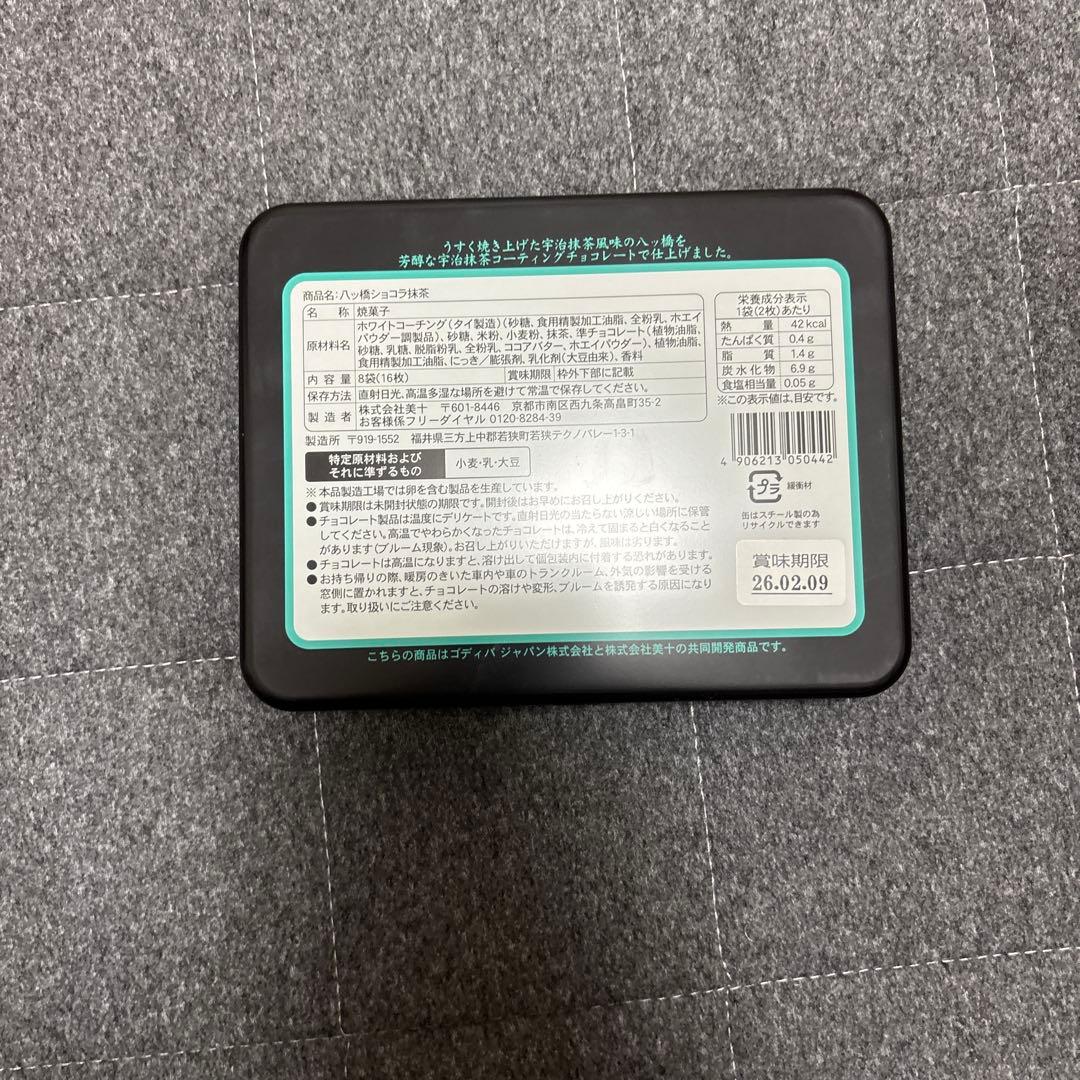 うすく焼き上げた宇治抹茶風味の八ッ橋を
芳醇な宇治抹茶コーティングチョコレートで仕上げました。
商品名:八ッ橋ショコラ抹茶
名 称 焼菓子
原材料名 ホワイトコーチング(タイ製造)(砂糖、食用精製加工油脂、全粉乳、ホエイ
パウダー調製品)、砂糖、米粉、小麦粉、抹茶、準チョコレート(植物油脂、
砂糖、乳糖、脱脂粉乳、全粉乳、ココアバター、ホエイパウダー)、植物油脂、
食用精製加工油脂、にっき/膨張剤、乳化剤(大豆由来)、香料
内容量 8袋(16枚) 賞味期限 枠外下部に記載
保存方法 直射日光、高温多湿な場所を避けて常温で保存してください。
製造者 株式会社美十 〒601-8446 京都市南区西九条高畠町35-2
お客様係フリーダイヤル 0120-8284-39
製造所 〒919-1552 福井県三方上中郡若狭町若狭テクノバレー1-3-1
特定原材料および
それに準ずるもの
小麦・乳・大豆
※本品製造工場では卵を含む製品を生産しています。
●賞味期限は未開封状態の期限です。開封後はお早めにお召し上がりください。
●チョコレート製品は温度にデリケートです。直射日光の当たらない涼しい場所に保管
してください。高温でやわらかくなったチョコレートは、冷えて固まると白くなること
があります(ブルーム現象)。お召し上がりいただけますが、風味は劣ります。
●チョコレートは高温になりますと、溶け出して個包装内に付着する恐れがあります。
●お持ち帰りの際、暖房のきいた車内や車のトランクルーム、外気の影響を受ける
窓側に置かれますと、チョコレートの溶けや変形、ブルームを誘発する原因になり
ます。取り扱いにご注意ください。
栄養成分表示
1袋(2枚)あたり
熱 量 42kcal
たんぱく質 0.4g
脂 質 1.4g
炭水化物 6.9g
食塩相当量 0.05g
※この表示値は、目安です。
4 906213 050442
プラ 緩衝材
缶はスチール製の為
リサイクルできます
賞味期限
26.02.09
こちらの商品はゴディバ ジャパン株式会社と株式会社美十の共同開発商品です。